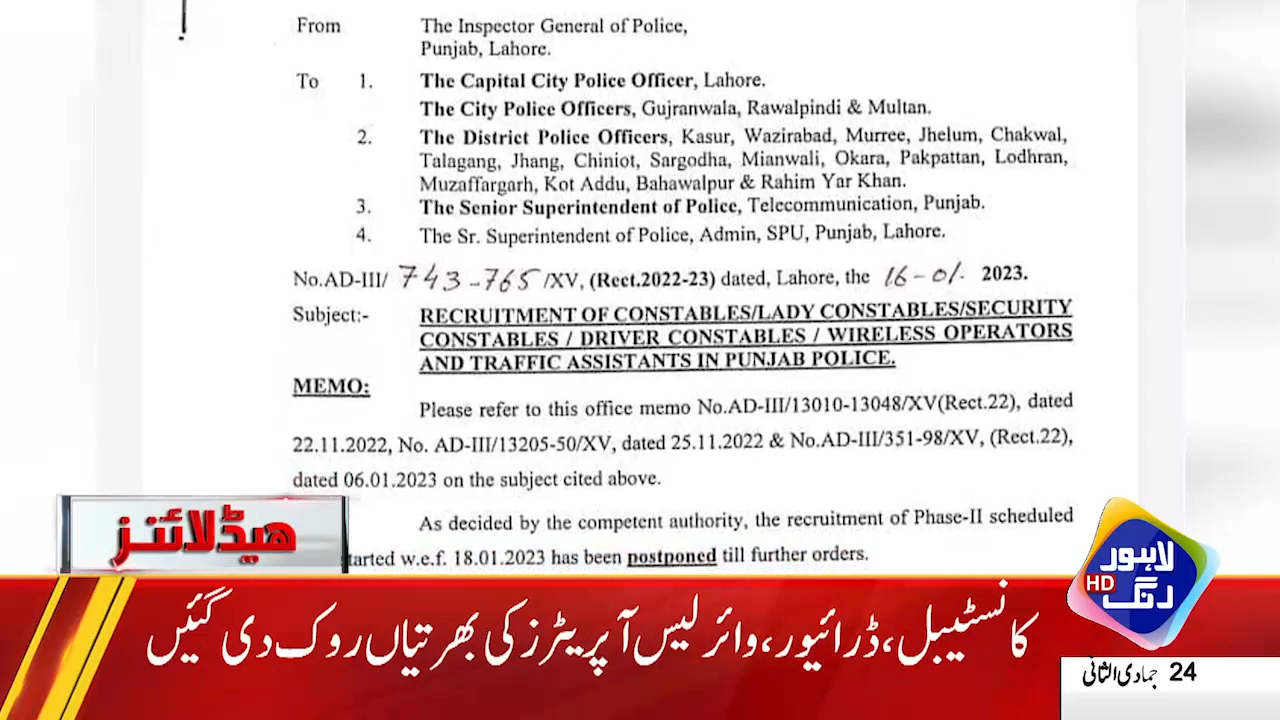 From The Inspector General of Police,
Punjab, Lahore.
To 1. The Capital City Police Officer, Lahore.
The City Police Officers, Gujranwala, Rawalpindi & Multan.
2. The District Police Officers, Kasur, Wazirabad, Murree, Jhelum, Chakwal,
Talagang, Jhang, Chiniot, Sargodha, Mianwali, Okara, Pakpattan, Lodhran,
Muzaffargarh, Kot Addu, Bahawalpur & Rahim Yar Khan.
3. The Senior Superintendent of Police, Telecommunication, Punjab.
4. The Sr. Superintendent of Police, Admin, SPU, Punjab, Lahore.
No.AD-III/ 743-765 /XV, (Rect.2022-23) dated, Lahore, the 16-01. 2023.
Subject:- RECRUITMENT OF CONSTABLES/LADY CONSTABLES/SECURITY
CONSTABLES / DRIVER CONSTABLES / WIRELESS OPERATORS
AND TRAFFIC ASSISTANTS IN PUNJAB POLICE.
MEMO:
Please refer to this office memo No.AD-III/13010-13048/XV(Rect.22), dated
22.11.2022, No. AD-III/13205-50/XV, dated 25.11.2022 & No.AD-III/351-98/XV, (Rect.22),
dated 06.01.2023 on the subject cited above.
As decided by the competent authority, the recruitment of Phase-II scheduled
tarted w.e.f. 18.01.2023 has been postponed till further orders.
ہیڈلائنز
لاہور
HD رنگ
کانسٹیبل، ڈرائیور، وائرلیس آپریٹرز کی بھرتیاں روک دی گئیں
24 جمادی الثانی